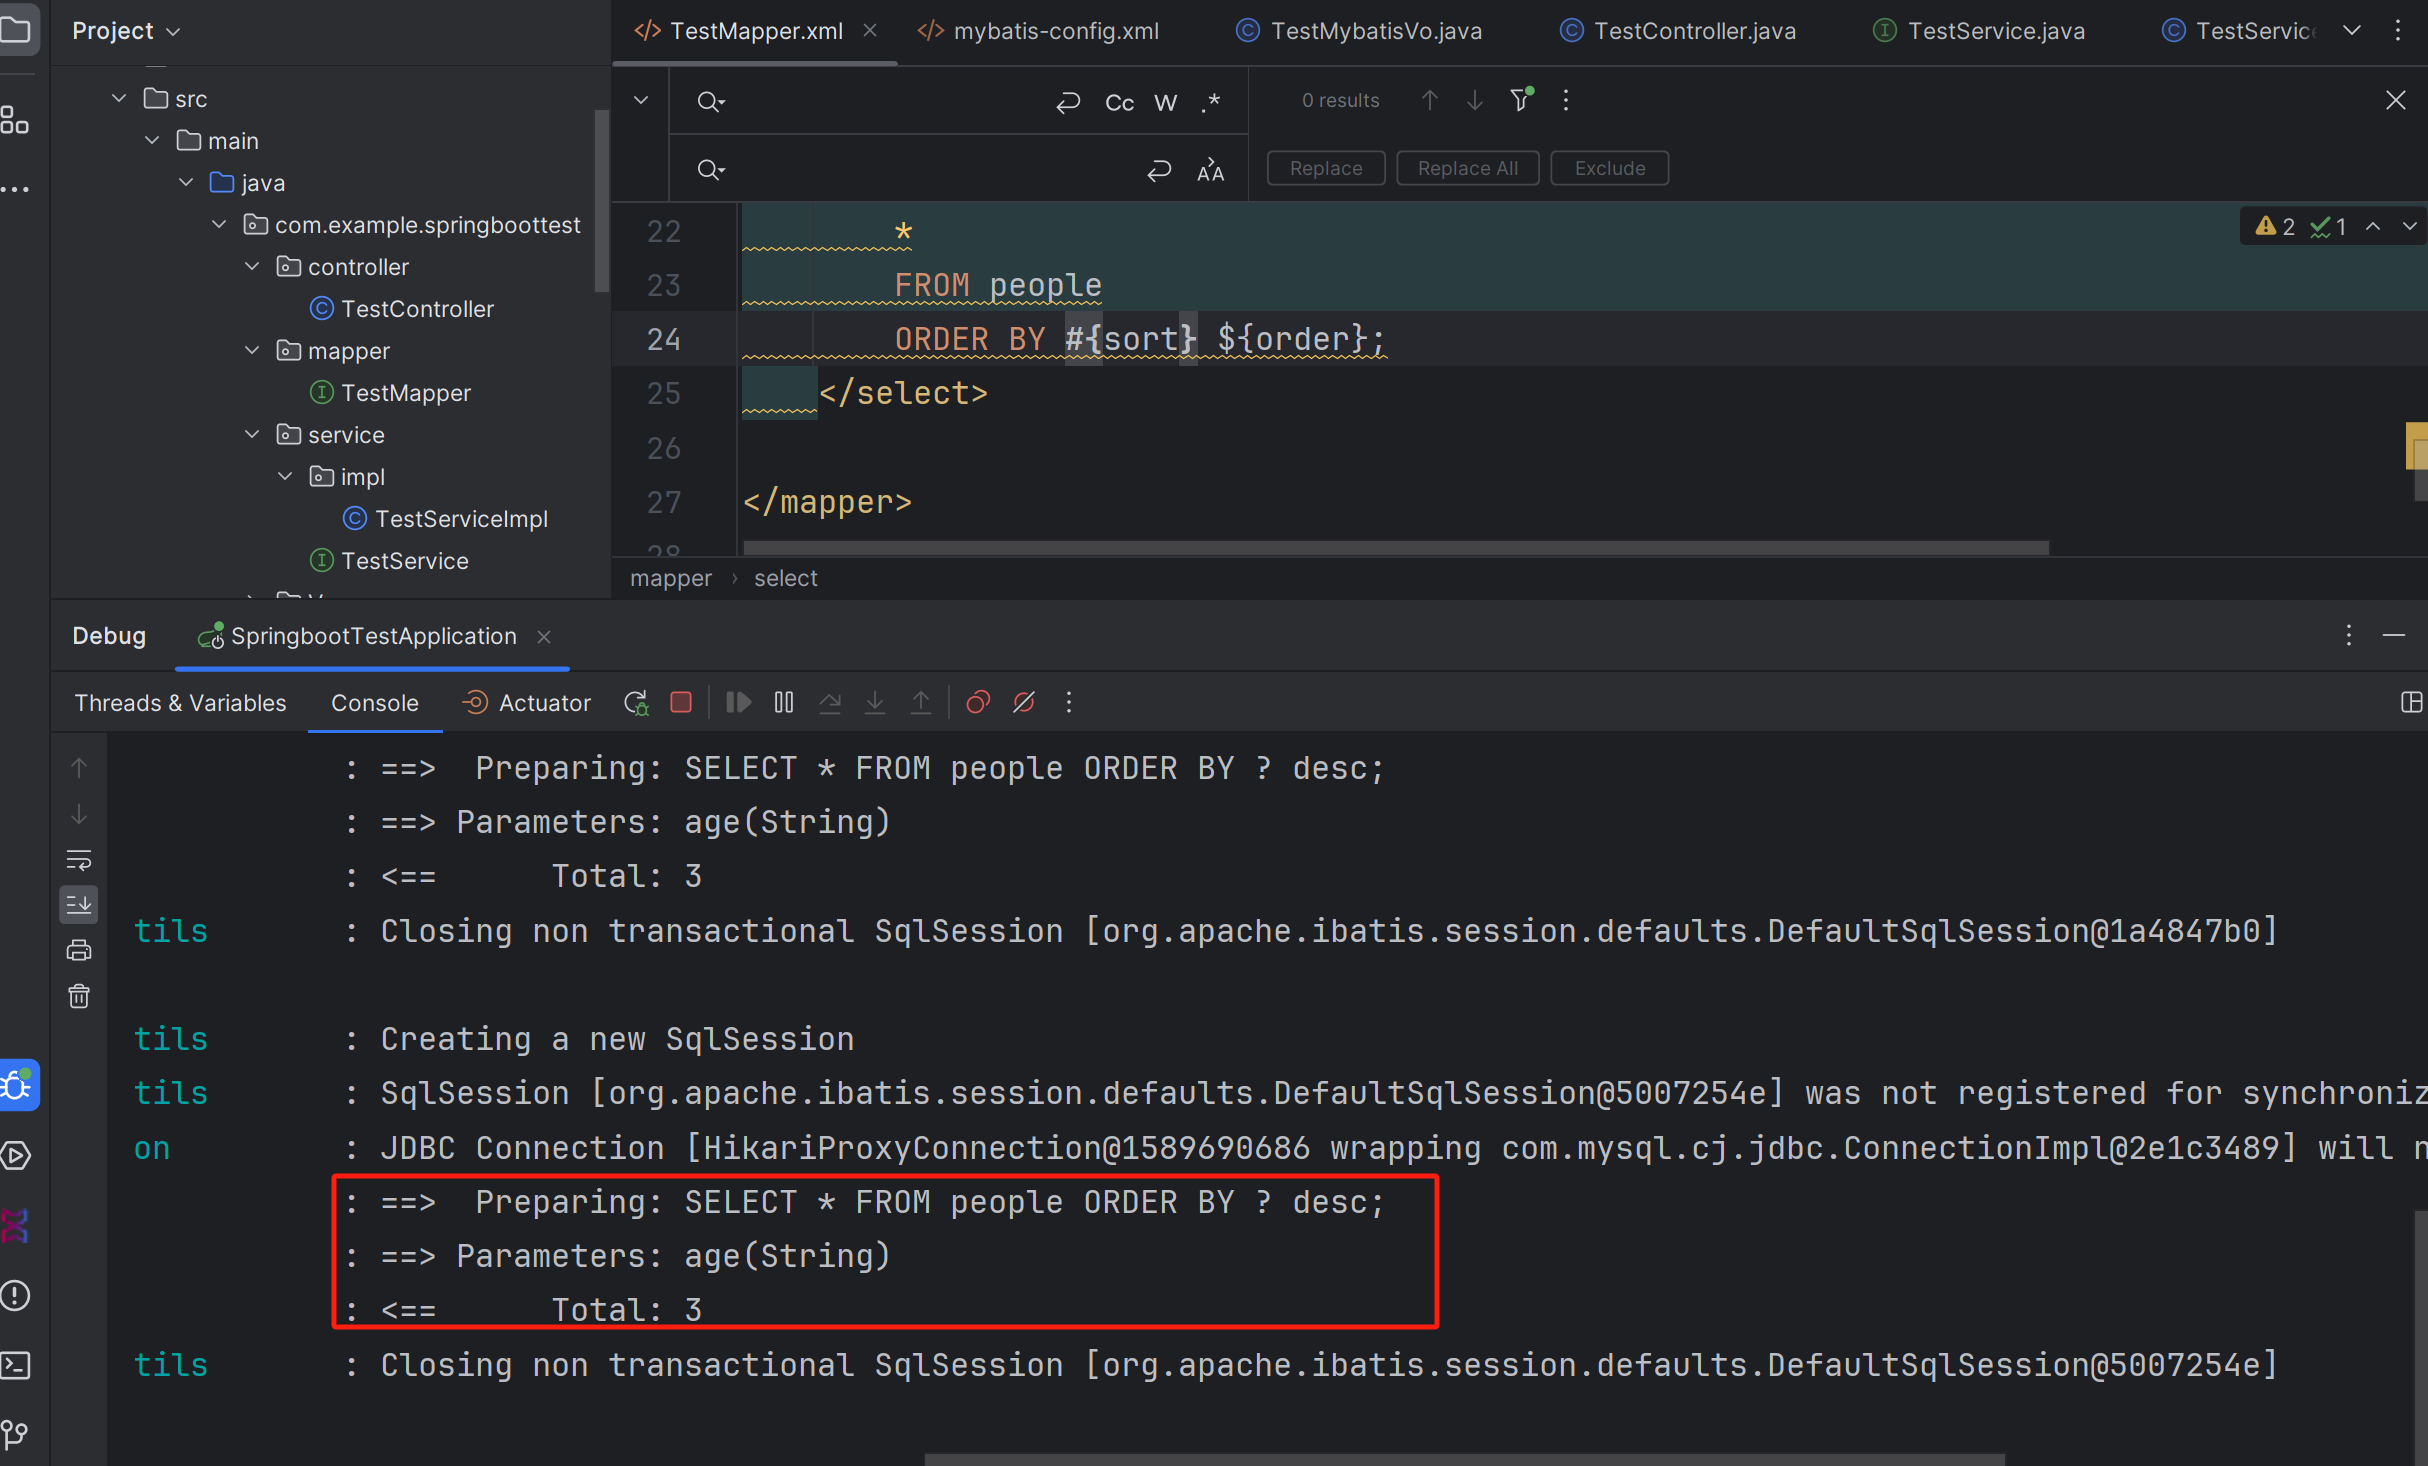 Project
TestMapper.xml
mybatis-config.xml
TestMybatisVo.java
TestController.java
TestService.java
TestServic
src
main
java
com.example.springboottest
controller
TestController
mapper
TestMapper
service
impl
TestServiceImpl
TestService
Cc W .*
0 results
Replace Replace All Exclude
2 1
22 *
23 FROM people
24 ORDER BY #{sort} ${order};
25 </select>
26
27 </mapper>
28
mapper › select
Debug SpringbootTestApplication
Threads & Variables Console Actuator
: ==>  Preparing: SELECT * FROM people ORDER BY ? desc;
: ==> Parameters: age(String)
: <==      Total: 3
tils : Closing non transactional SqlSession [org.apache.ibatis.session.defaults.DefaultSqlSession@1a4847b0]
tils : Creating a new SqlSession
tils : SqlSession [org.apache.ibatis.session.defaults.DefaultSqlSession@5007254e] was not registered for synchroniz
on : JDBC Connection [HikariProxyConnection@1589690686 wrapping com.mysql.cj.jdbc.ConnectionImpl@2e1c3489] will n
: ==>  Preparing: SELECT * FROM people ORDER BY ? desc;
: ==> Parameters: age(String)
: <==      Total: 3
tils : Closing non transactional SqlSession [org.apache.ibatis.session.defaults.DefaultSqlSession@5007254e]